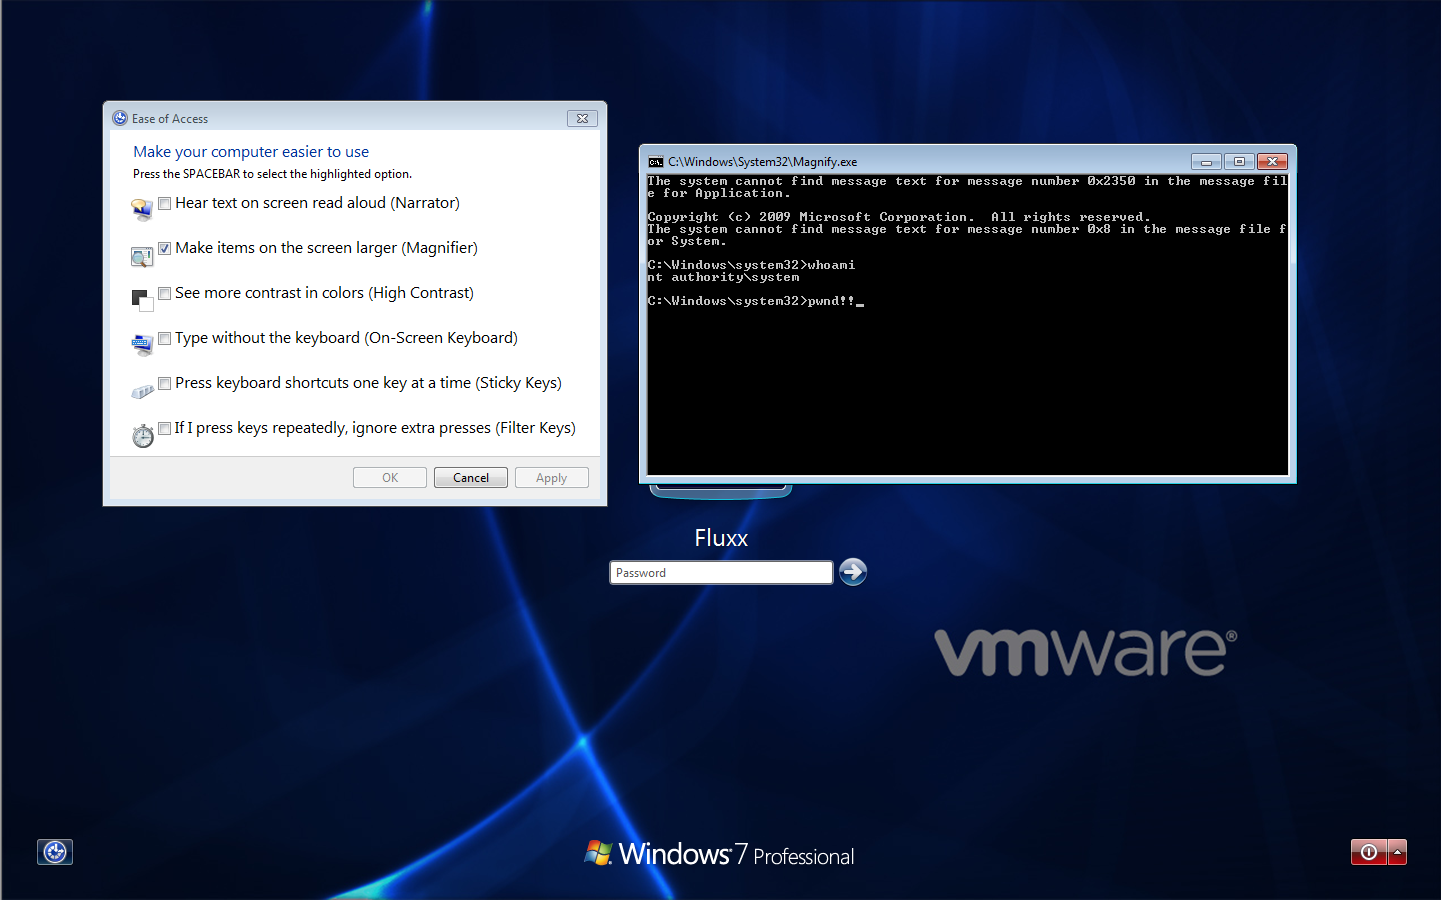 Ease of Access
Make your computer easier to use
Press the SPACEBAR to select the highlighted option.
Hear text on screen read aloud (Narrator)
Make items on the screen larger (Magnifier)
See more contrast in colors (High Contrast)
Type without the keyboard (On-Screen Keyboard)
Press keyboard shortcuts one key at a time (Sticky Keys)
If I press keys repeatedly, ignore extra presses (Filter Keys)
OK Cancel Apply
C:\Windows\System32\Magnify.exe
The system cannot find message text for message number 0x2350 in the message fil
e for Application.
Copyright (c) 2009 Microsoft Corporation.  All rights reserved.
The system cannot find message text for message number 0x8 in the message file f
or System.
C:\Windows\system32>whoami
nt authority\system
C:\Windows\system32>pwnd!!_
Fluxx
Password
vmware®
Windows 7 Professional